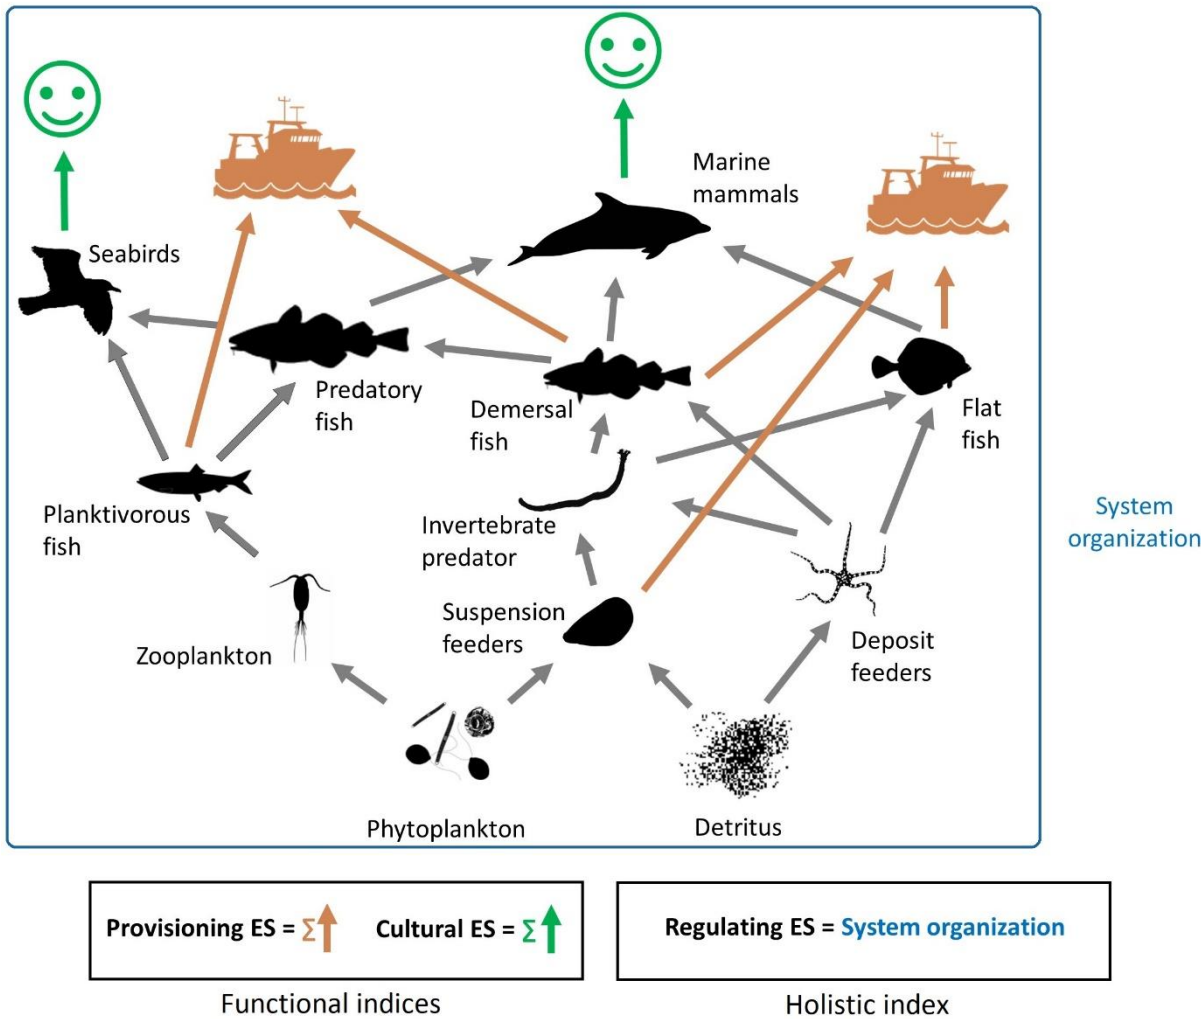 Marine
mammals
Seabirds
Predatory
fish
Demersal
fish
Flat
fish
Planktivorous
fish
Invertebrate
predator
System
organization
Suspension
feeders
Zooplankton
Deposit
feeders
Phytoplankton
Detritus
Provisioning ES = Σ
Cultural ES = Σ
Regulating ES = System organization
Functional indices
Holistic index